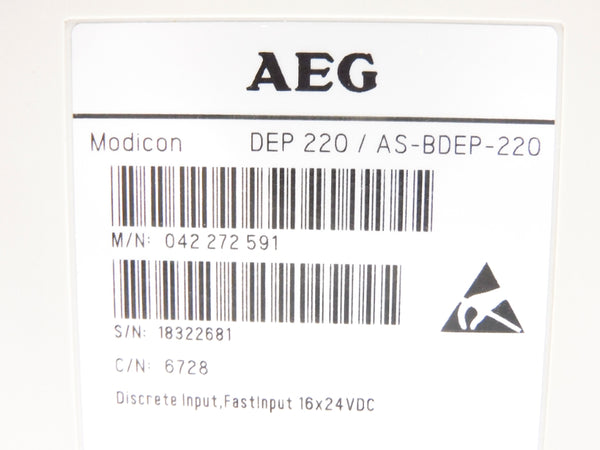 AEG
Modicon DEP 220 / AS-BDEP-220
M/N: 042 272 591
S/N: 18322681
C/N: 6728
Discrete Input,FastInput 16x24VDC